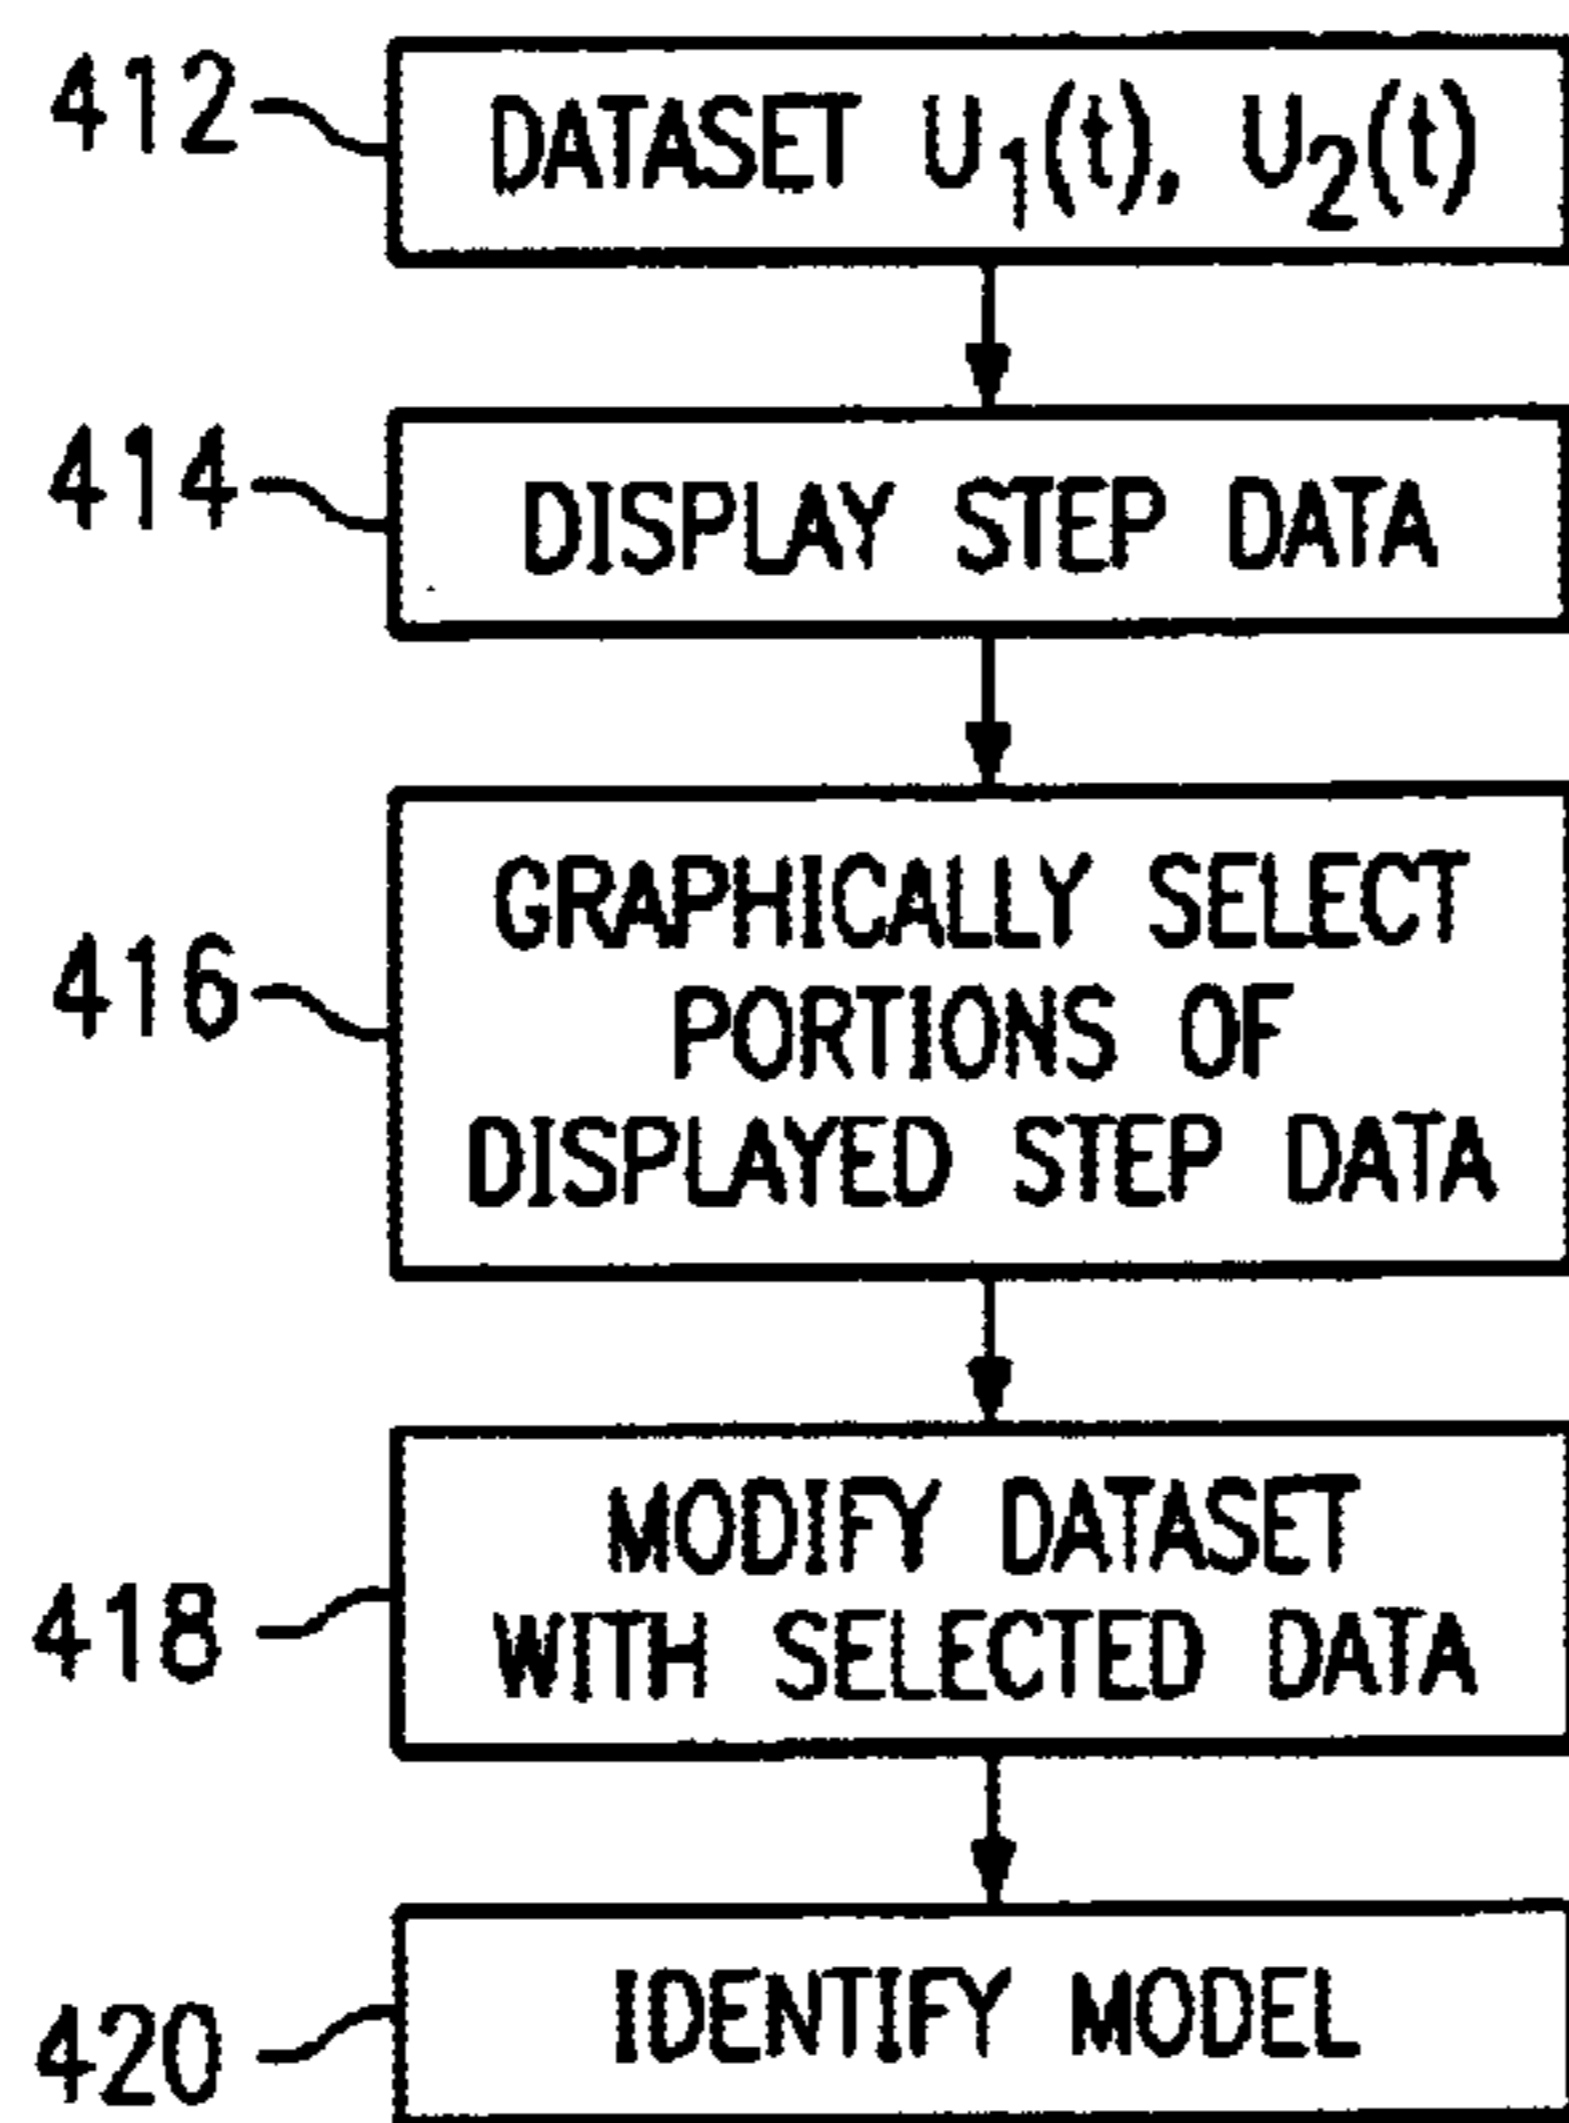 412
DATASET U₁(t), U₂(t)
414
DISPLAY STEP DATA
416
GRAPHICALLY SELECT
PORTIONS OF
DISPLAYED STEP DATA
418
MODIFY DATASET
WITH SELECTED DATA
420
IDENTIFY MODEL